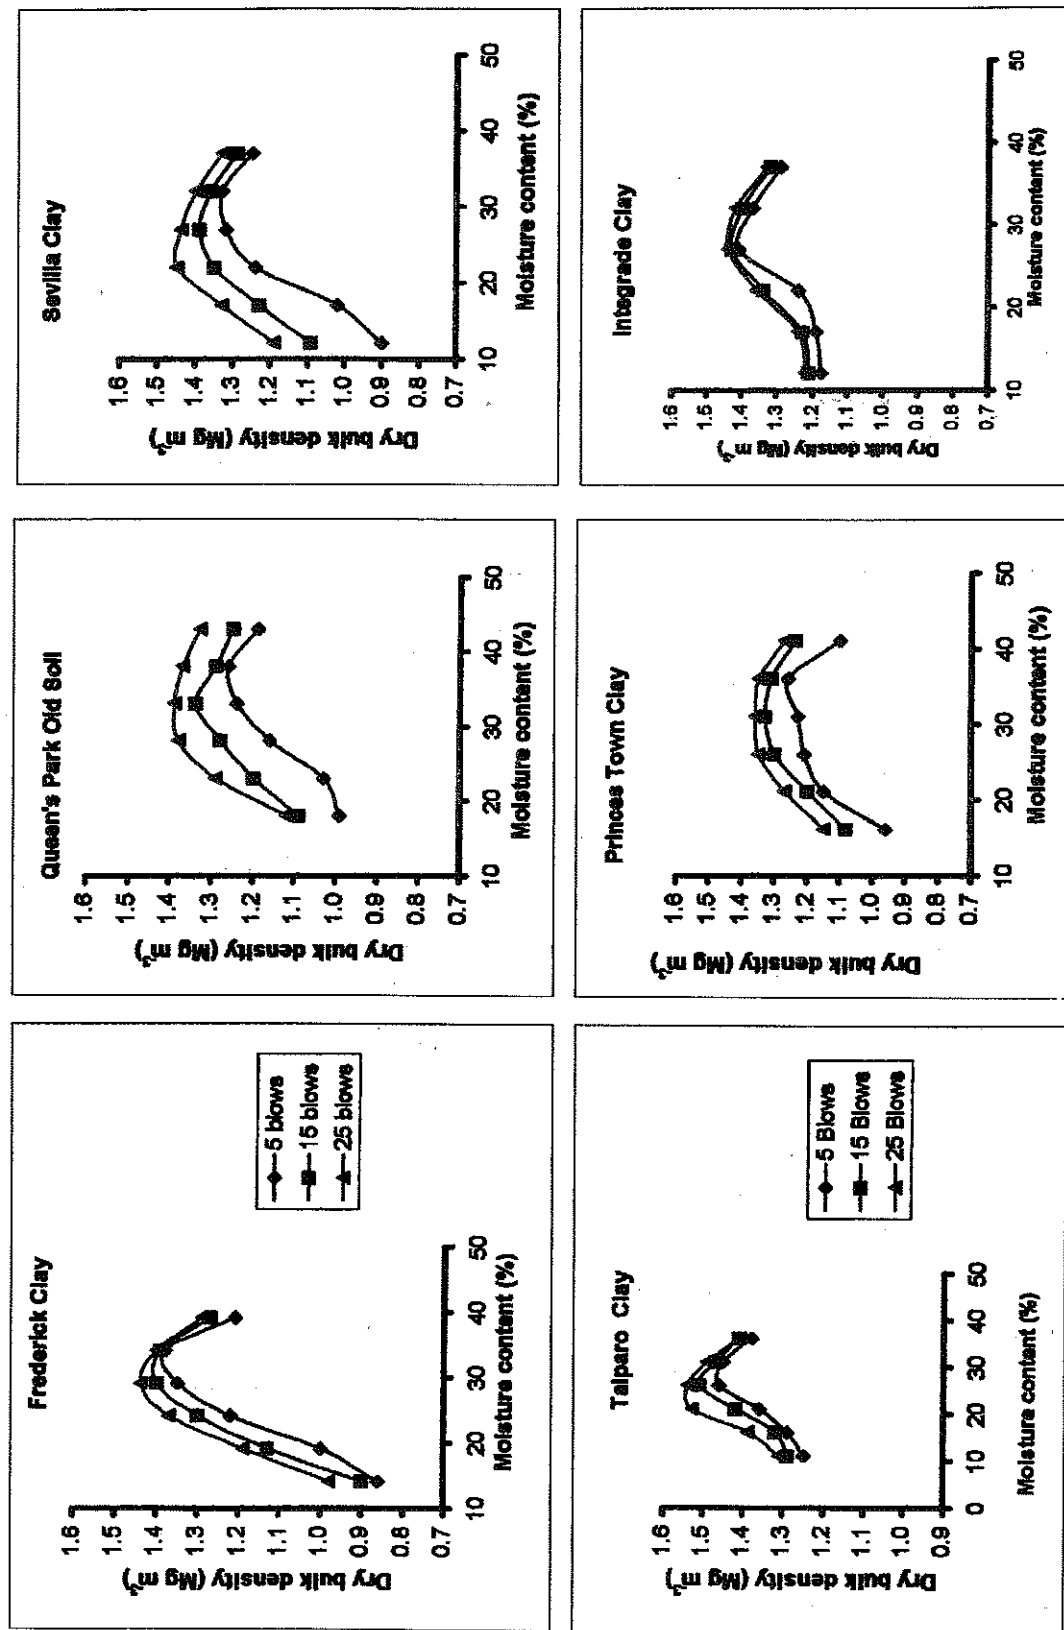 Frederick Clay
Dry bulk density (Mg m⁻³)
1.6
1.5
1.4
1.3
1.2
1.1
1.0
0.9
0.8
0.7
10 20 30 40 50
Moisture content (%)
5 blows
15 blows
25 blows
Queen's Park Old Soil
Dry bulk density (Mg m⁻³)
1.6
1.5
1.4
1.3
1.2
1.1
1.0
0.9
0.8
0.7
10 20 30 40 50
Moisture content (%)
Sevilla Clay
Dry bulk density (Mg m⁻³)
1.6
1.5
1.4
1.3
1.2
1.1
1.0
0.9
0.8
0.7
10 20 30 40 50
Moisture content (%)
Talparo Clay
Dry bulk density (Mg m⁻³)
1.6
1.5
1.4
1.3
1.2
1.1
1.0
0.9
0 10 20 30 40 50
Moisture content (%)
5 Blows
15 Blows
25 Blows
Princes Town Clay
Dry bulk density (Mg m⁻³)
1.6
1.5
1.4
1.3
1.2
1.1
1.0
0.9
0.8
0.7
10 20 30 40 50
Moisture content (%)
Integrade Clay
Dry bulk density (Mg m⁻³)
1.6
1.5
1.4
1.3
1.2
1.1
1.0
0.9
0.8
0.7
10 20 30 40 50
Moisture content (%)